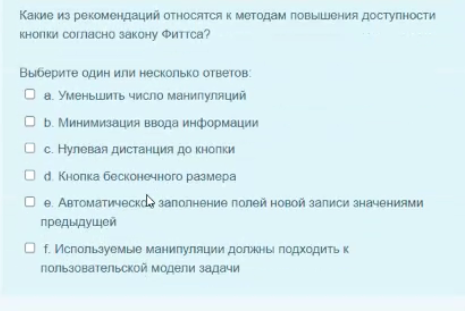 Какие из рекомендаций относятся к методам повышения доступности
кнопки согласно закону Фиттса?
Выберите один или несколько ответов:
a. Уменьшить число манипуляций
b. Минимизация ввода информации
c. Нулевая дистанция до кнопки
d. Кнопка бесконечного размера
e. Автоматическое заполнение полей новой записи значениями
предыдущей
f. Используемые манипуляции должны подходить к
пользовательской модели задачи